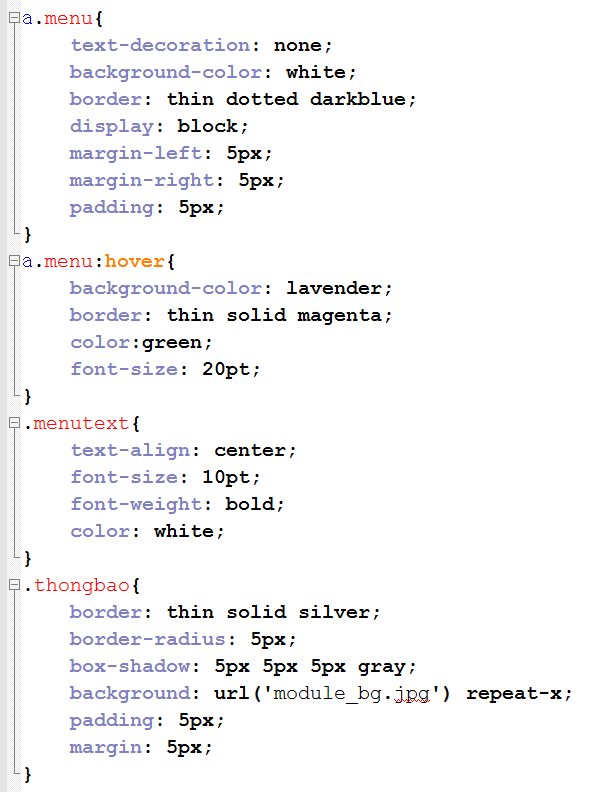 a.menu{
text-decoration: none;
background-color: white;
border: thin dotted darkblue;
display: block;
margin-left: 5px;
margin-right: 5px;
padding: 5px;
}
a.menu:hover{
background-color: lavender;
border: thin solid magenta;
color:green;
font-size: 20pt;
}
.menutext{
text-align: center;
font-size: 10pt;
font-weight: bold;
color: white;
}
.thongbao{
border: thin solid silver;
border-radius: 5px;
box-shadow: 5px 5px 5px gray;
background: url('module_bg.jpg') repeat-x;
padding: 5px;
margin: 5px;
}